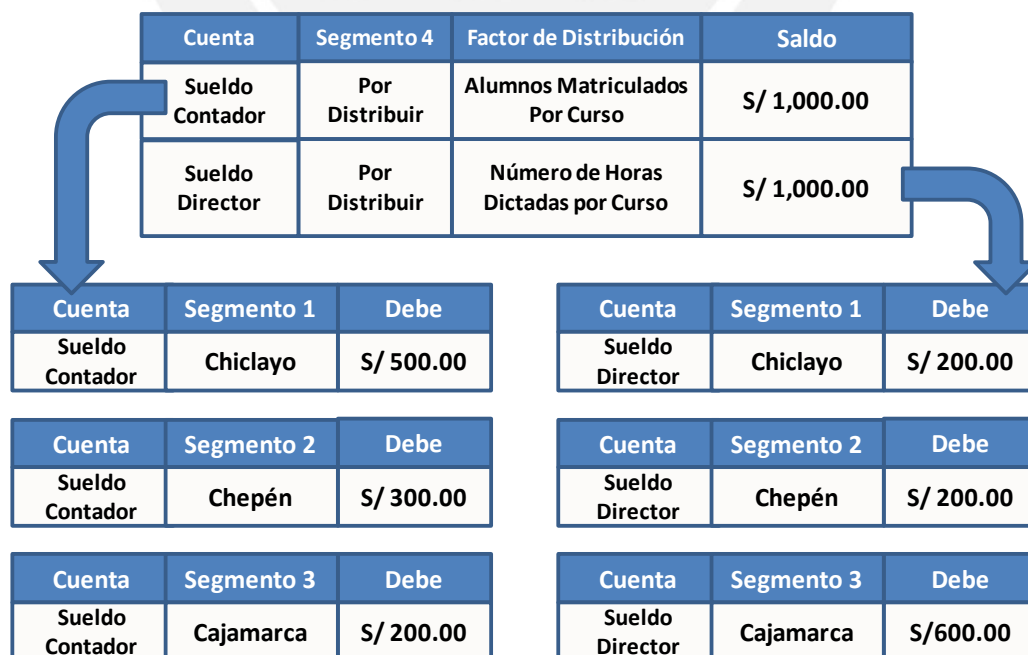 Cuenta Segmento 4 Factor de Distribución Saldo
Sueldo Contador Por Distribuir Alumnos Matriculados Por Curso S/ 1,000.00
Sueldo Director Por Distribuir Número de Horas Dictadas por Curso S/ 1,000.00
Cuenta Segmento 1 Debe
Sueldo Contador Chiclayo S/ 500.00
Cuenta Segmento 1 Debe
Sueldo Director Chiclayo S/ 200.00
Cuenta Segmento 2 Debe
Sueldo Contador Chepén S/ 300.00
Cuenta Segmento 2 Debe
Sueldo Director Chepén S/ 200.00
Cuenta Segmento 3 Debe
Sueldo Contador Cajamarca S/ 200.00
Cuenta Segmento 3 Debe
Sueldo Director Cajamarca S/600.00